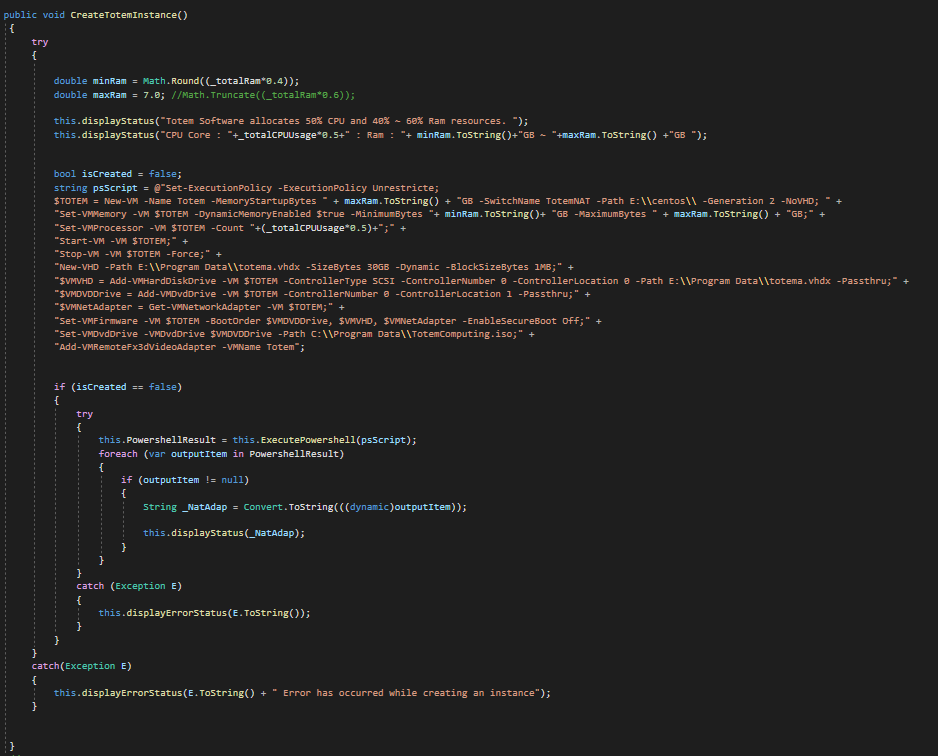 public void CreateTotemInstance()
{
try
{
double minRam = Math.Round((_totalRam*0.4));
double maxRam = 7.0; //Math.Truncate((_totalRam*0.6));
this.displayStatus("Totem Software allocates 50% CPU and 40% ~ 60% Ram resources. ");
this.displayStatus("CPU Core : "+_totalCPUUsage*0.5+" : Ram : "+ minRam.ToString()+"GB ~ "+maxRam.ToString() +"GB ");
bool isCreated = false;
string psScript = @"Set-ExecutionPolicy -ExecutionPolicy Unrestricte;
$TOTEM = New-VM -Name Totem -MemoryStartupBytes " + maxRam.ToString() + "GB -SwitchName TotemNAT -Path E:\\centos\\ -Generation 2 -NoVHD; " +
"Set-VMMemory -VM $TOTEM -DynamicMemoryEnabled $true -MinimumBytes "+ minRam.ToString()+ "GB -MaximumBytes " + maxRam.ToString() + "GB;" +
"Set-VMProcessor -VM $TOTEM -Count "+(_totalCPUUsage*0.5)+";" +
"Start-VM -VM $TOTEM;" +
"Stop-VM -VM $TOTEM -Force;" +
"New-VHD -Path E:\\Program Data\\totema.vhdx -SizeBytes 30GB -Dynamic -BlockSizeBytes 1MB;" +
"$VMVHD = Add-VMHardDiskDrive -VM $TOTEM -ControllerType SCSI -ControllerNumber 0 -ControllerLocation 0 -Path E:\\Program Data\\totema.vhdx -Passthru;" +
"$VMDVDDrive = Add-VMDvdDrive -VM $TOTEM -ControllerNumber 0 -ControllerLocation 1 -Passthru;" +
"$VMNetAdapter = Get-VMNetworkAdapter -VM $TOTEM;" +
"Set-VMFirmware -VM $TOTEM -BootOrder $VMDVDDrive, $VMVHD, $VMNetAdapter -EnableSecureBoot Off;" +
"Set-VMDvdDrive -VMDvdDrive $VMDVDDrive -Path C:\\Program Data\\TotemComputing.iso;" +
"Add-VMRemoteFx3dVideoAdapter -VMName Totem";
if (isCreated == false)
{
try
{
this.PowershellResult = this.ExecutePowershell(psScript);
foreach (var outputItem in PowershellResult)
{
if (outputItem != null)
{
String _NatAdap = Convert.ToString(((dynamic)outputItem));
this.displayStatus(_NatAdap);
}
}
}
catch (Exception E)
{
this.displayErrorStatus(E.ToString());
}
}
}
catch(Exception E)
{
this.displayErrorStatus(E.ToString() + " Error has occurred while creating an instance");
}
}